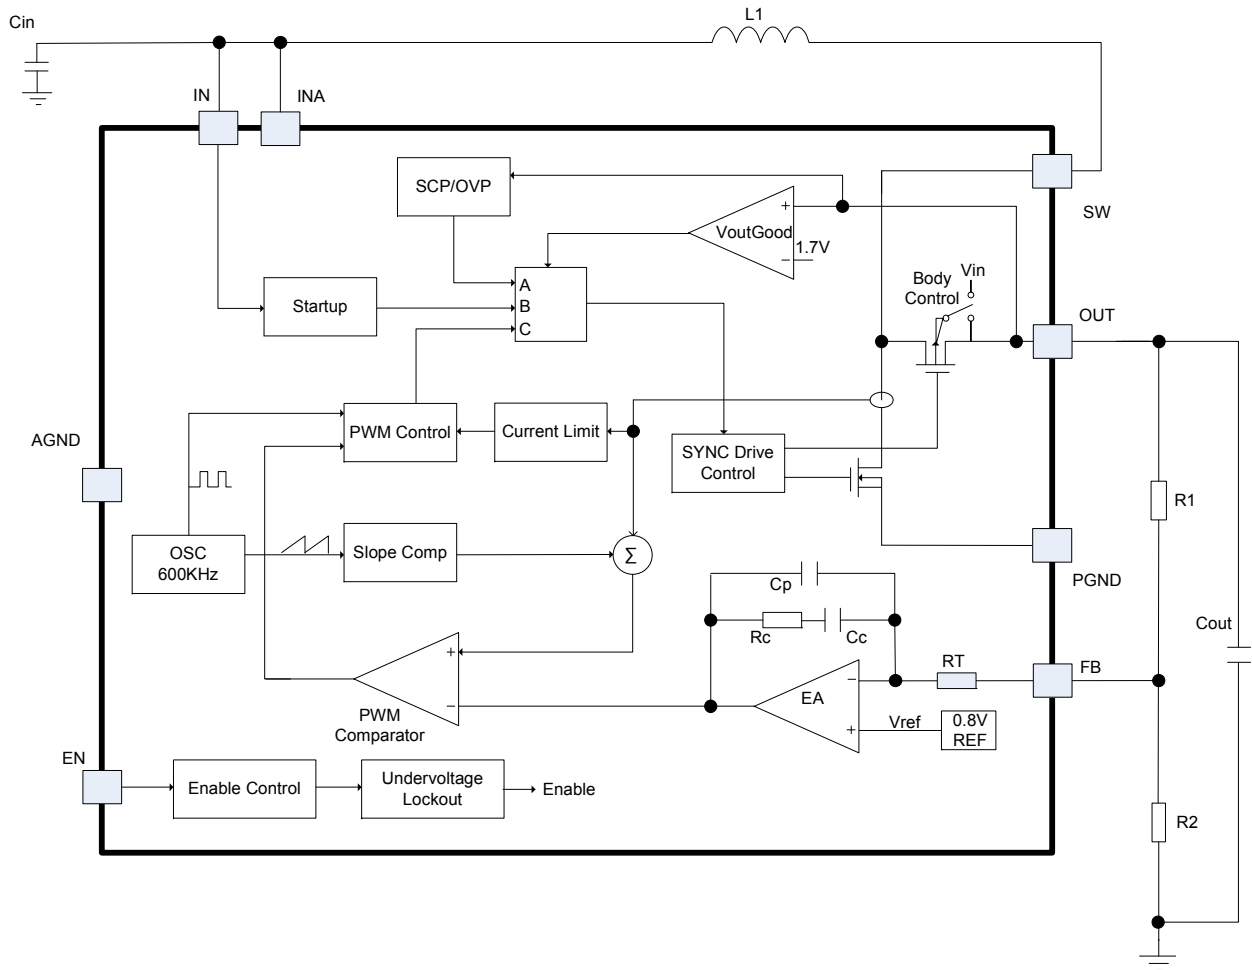 Cin
L1
IN
INA
SCP/OVP
SW
+
VoutGood
1.7V
−
Body
Control
Vin
A
B
C
Startup
OUT
AGND
PWM Control
Current Limit
SYNC Drive
Control
R1
OSC
600KHz
Slope Comp
Σ
PGND
Cp
Rc
Cc
Cout
+
−
PWM
Comparator
RT
FB
−
EA
+
Vref
0.8V
REF
EN
Enable Control
Undervoltage
Lockout
Enable
R2